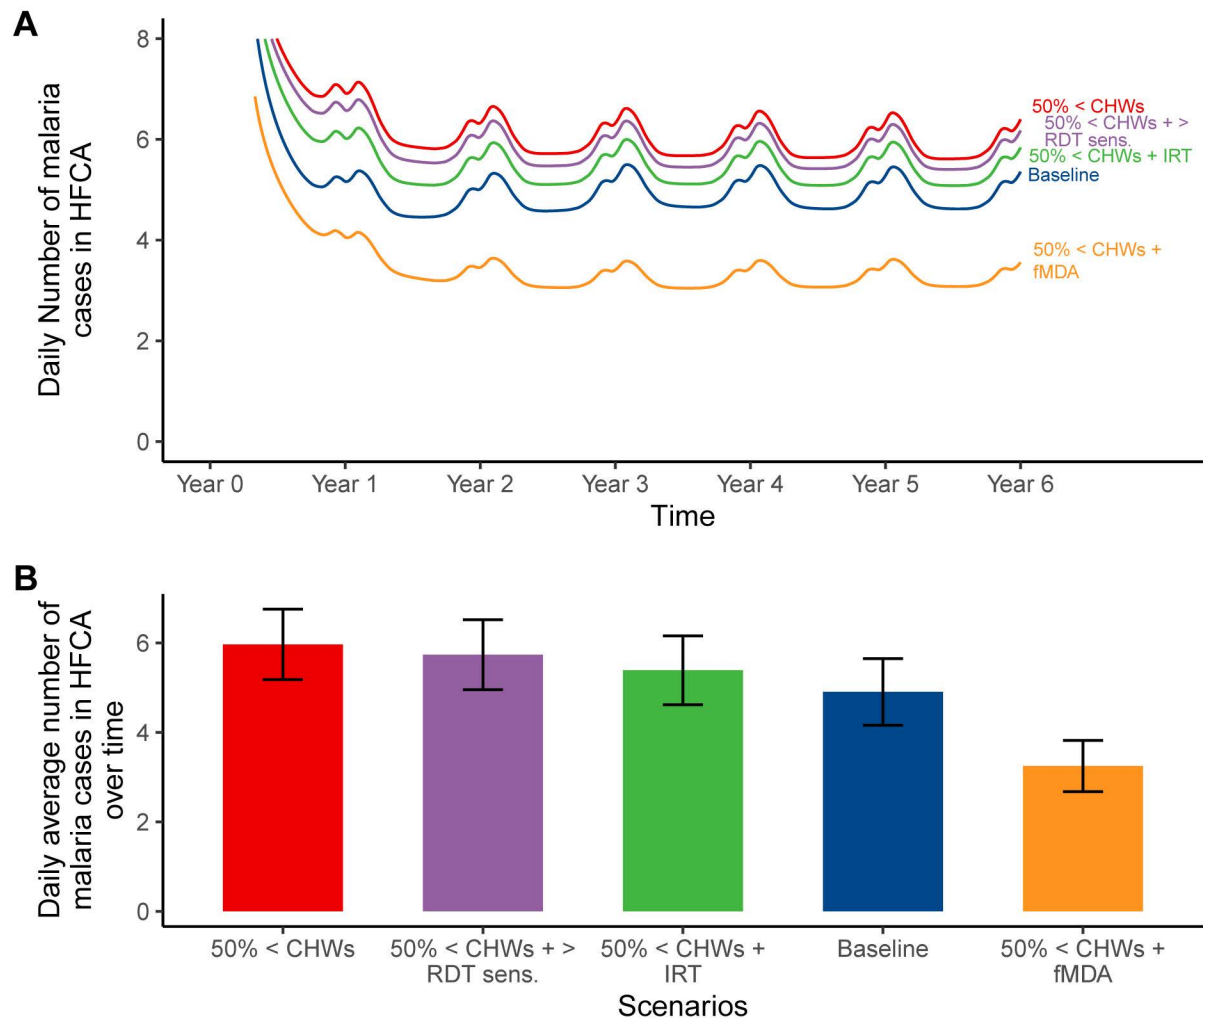 A
Daily Number of malaria
cases in HFCA
8
6
4
2
0
Year 0 Year 1 Year 2 Year 3 Year 4 Year 5 Year 6
Time
50% < CHWs
50% < CHWs + >
RDT sens.
50% < CHWs + IRT
Baseline
50% < CHWs +
fMDA
B
Daily average number of
malaria cases in HFCA
over time
6
4
2
0
50% < CHWs 50% < CHWs + > 50% < CHWs + Baseline 50% < CHWs +
RDT sens. IRT fMDA
Scenarios